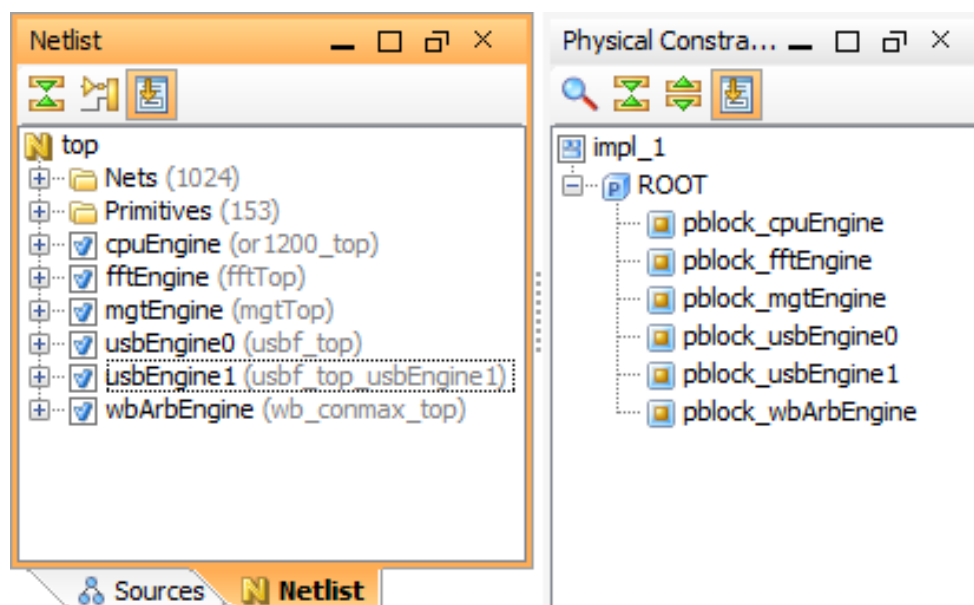 Netlist
top
Nets (1024)
Primitives (153)
cpuEngine (or1200_top)
fftEngine (fftTop)
mgtEngine (mgtTop)
usbEngine0 (usbf_top)
usbEngine1 (usbf_top_usbEngine1)
wbArbEngine (wb_conmax_top)
Sources
Netlist
Physical Constra...
impl_1
ROOT
pblock_cpuEngine
pblock_fftEngine
pblock_mgtEngine
pblock_usbEngine0
pblock_usbEngine1
pblock_wbArbEngine